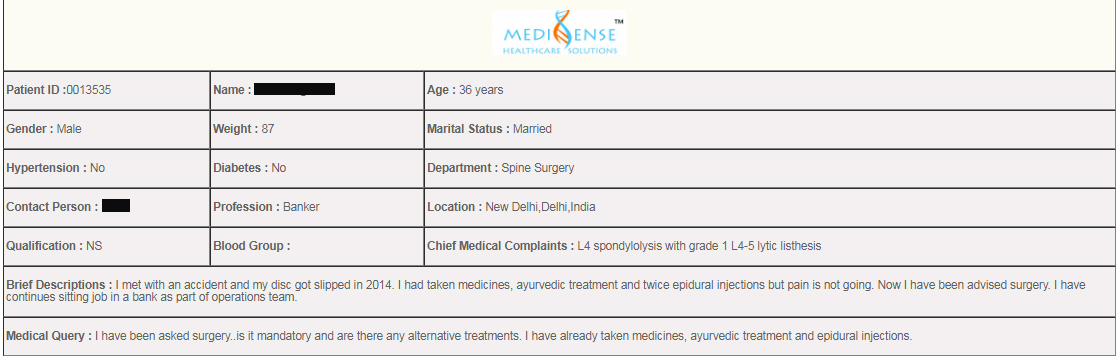 MEDISENSE™
HEALTHCARE SOLUTIONS
Patient ID :0013535
Name :
Age : 36 years
Gender : Male
Weight : 87
Marital Status : Married
Hypertension : No
Diabetes : No
Department : Spine Surgery
Contact Person :
Profession : Banker
Location : New Delhi,Delhi,India
Qualification : NS
Blood Group :
Chief Medical Complaints : L4 spondylolysis with grade 1 L4-5 lytic listhesis
Brief Descriptions : I met with an accident and my disc got slipped in 2014. I had taken medicines, ayurvedic treatment and twice epidural injections but pain is not going. Now I have been advised surgery. I have
continues sitting job in a bank as part of operations team.
Medical Query : I have been asked surgery..is it mandatory and are there any alternative treatments. I have already taken medicines, ayurvedic treatment and epidural injections.